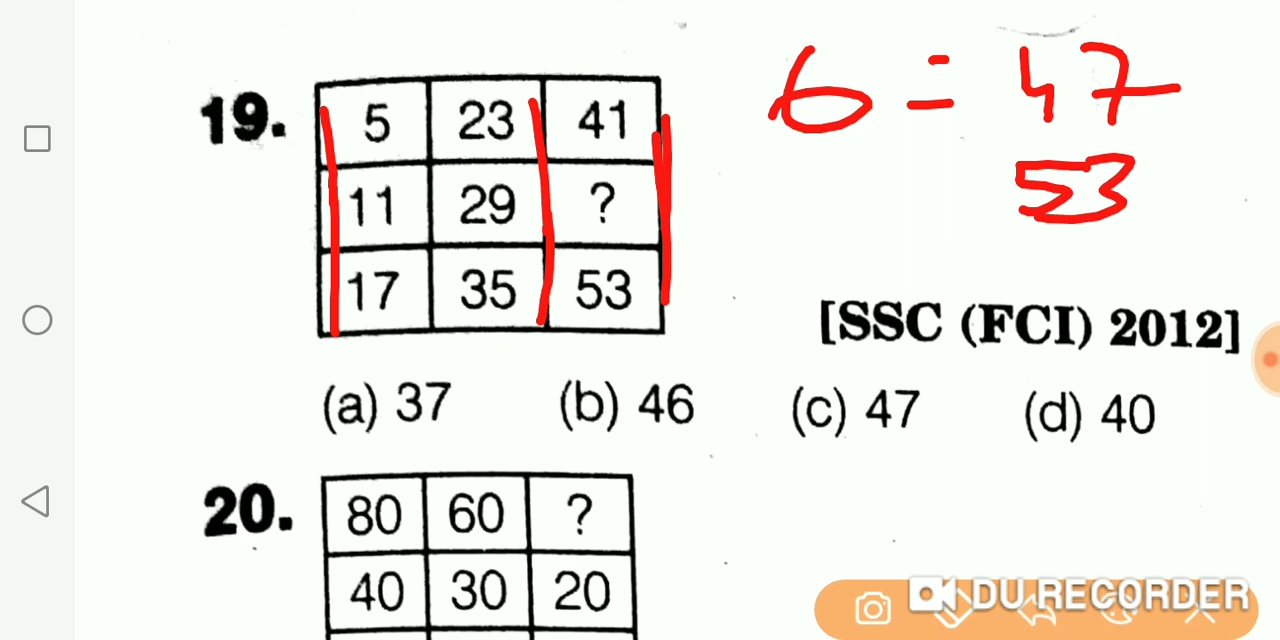 19.
5 23 41
11 29 ?
17 35 53
6 = 47
53
[SSC (FCI) 2012]
(a) 37 (b) 46 (c) 47 (d) 40
20.
80 60 ?
40 30 20
DU RECORDER